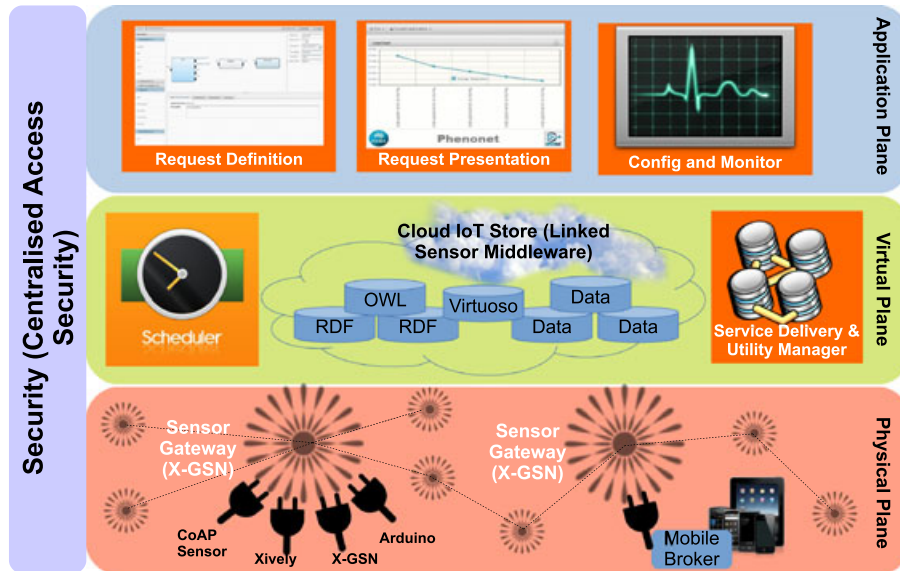 Security (Centralised Access
Security)
Application Plane
Request Definition
Phenonet
Request Presentation
Config and Monitor
Virtual Plane
Scheduler
Cloud IoT Store (Linked
Sensor Middleware)
OWL
Virtuoso
Data
RDF
RDF
Data
Data
Service Delivery &
Utility Manager
Physical Plane
Sensor
Gateway
(X-GSN)
Sensor
Gateway
(X-GSN)
CoAP
Sensor
Xively
X-GSN
Arduino
Mobile
Broker